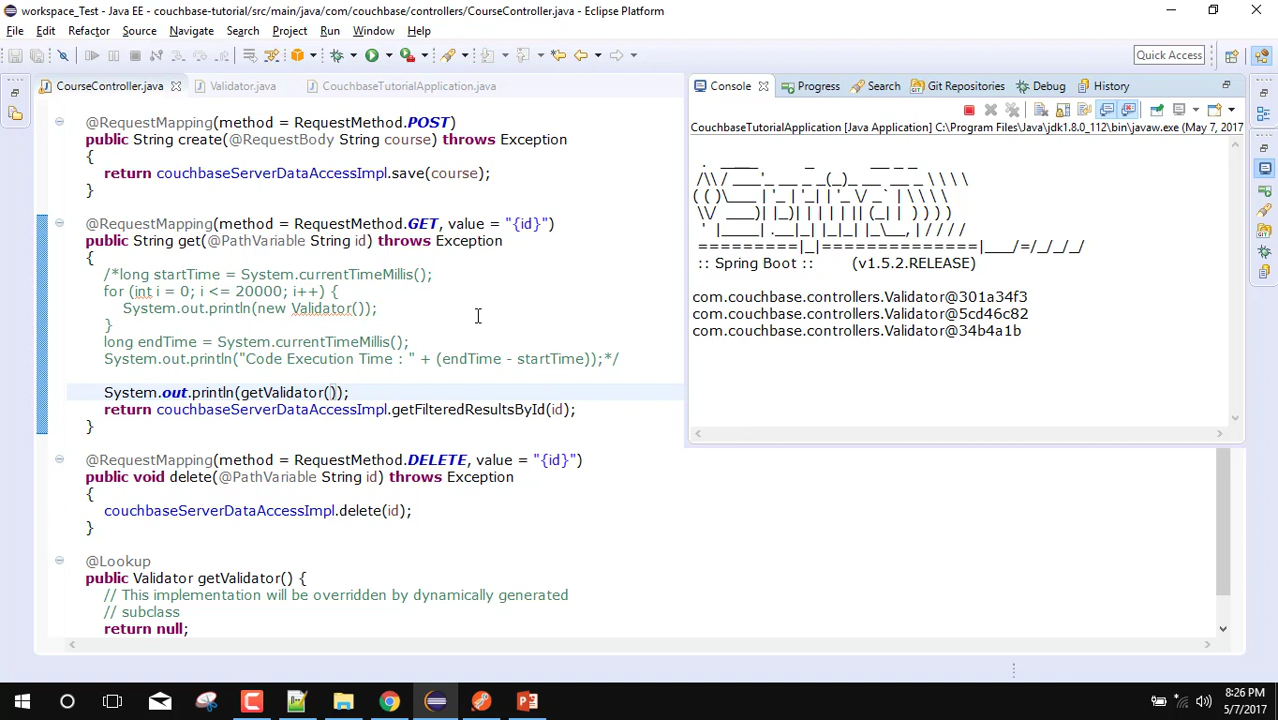 workspace_Test - Java EE - couchbase-tutorial/src/main/java/com/couchbase/controllers/CourseController.java - Eclipse Platform
File Edit Refactor Source Navigate Search Project Run Window Help
Quick Access
CourseController.java Validator.java CouchbaseTutorialApplication.java
@RequestMapping(method = RequestMethod.POST)
public String create(@RequestBody String course) throws Exception
{
return couchbaseServerDataAccessImpl.save(course);
}
@RequestMapping(method = RequestMethod.GET, value = "{id}")
public String get(@PathVariable String id) throws Exception
{
/*long startTime = System.currentTimeMillis();
for (int i = 0; i <= 20000; i++) {
System.out.println(new Validator());
}
long endTime = System.currentTimeMillis();
System.out.println("Code Execution Time : " + (endTime - startTime));*/
System.out.println(getValidator());
return couchbaseServerDataAccessImpl.getFilteredResultsById(id);
}
@RequestMapping(method = RequestMethod.DELETE, value = "{id}")
public void delete(@PathVariable String id) throws Exception
{
couchbaseServerDataAccessImpl.delete(id);
}
@Lookup
public Validator getValidator() {
// This implementation will be overridden by dynamically generated
// subclass
return null;
Console Progress Search Git Repositories Debug History
CouchbaseTutorialApplication [Java Application] C:\Program Files\Java\jdk1.8.0_112\bin\javaw.exe (May 7, 2017
:: Spring Boot :: (v1.5.2.RELEASE)
com.couchbase.controllers.Validator@301a34f3
com.couchbase.controllers.Validator@5cd46c82
com.couchbase.controllers.Validator@34b4a1b
8:26 PM
5/7/2017